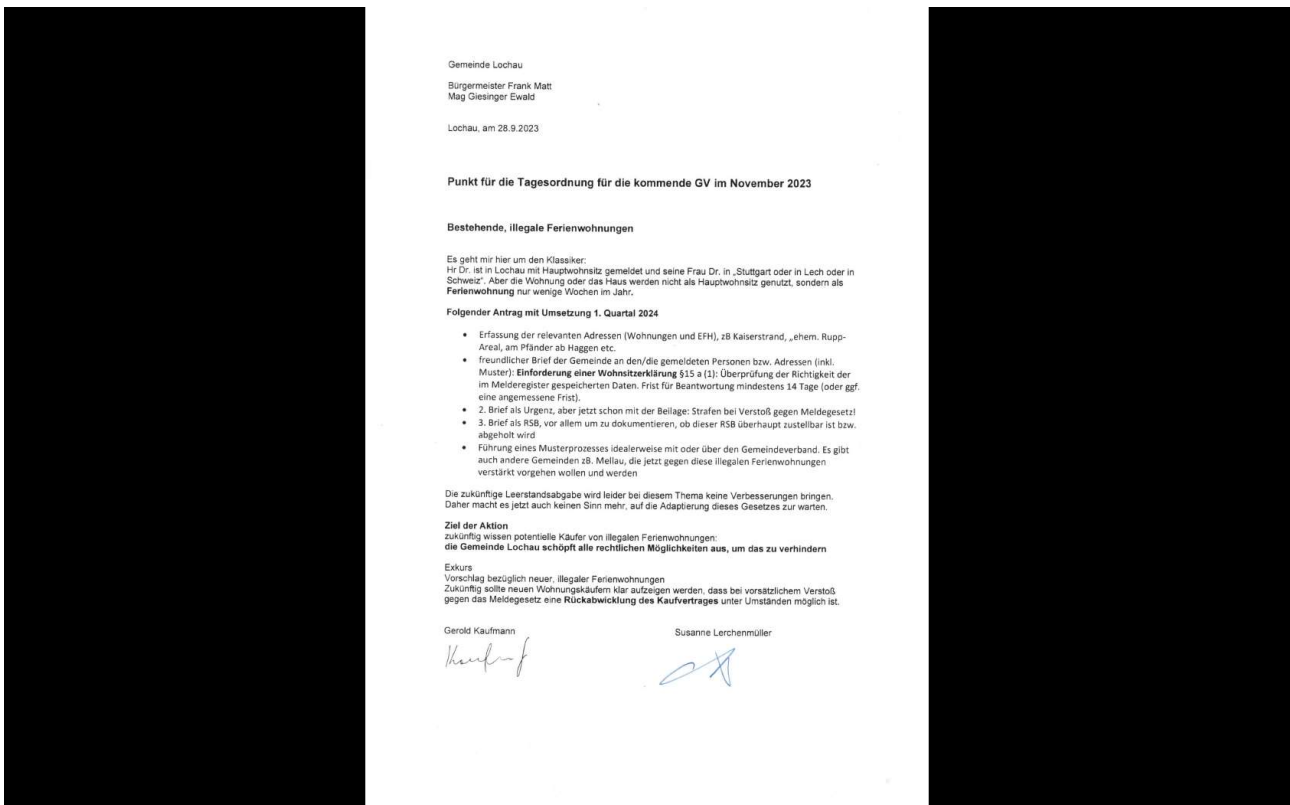 Gemeinde Lochau
Bürgermeister Frank Matt
Mag Giesinger Ewald
Lochau, am 28.9.2023
Punkt für die Tagesordnung für die kommende GV im November 2023
Bestehende, illegale Ferienwohnungen
Es geht mir hier um den Klassiker:
Hr Dr. ist in Lochau mit Hauptwohnsitz gemeldet und seine Frau Dr. in „Stuttgart oder in Lech oder in
Schweiz“. Aber die Wohnung oder das Haus werden nicht als Hauptwohnsitz genutzt, sondern als
Ferienwohnung nur wenige Wochen im Jahr.
Folgender Antrag mit Umsetzung 1. Quartal 2024
• Erfassung der relevanten Adressen (Wohnungen und EFH), zB Kaiserstrand, „ehem. Rupp-
Areal, am Pfänder ab Haggen etc.
• freundlicher Brief der Gemeinde an den/die gemeldeten Personen bzw. Adressen (inkl.
Muster): Einforderung einer Wohnsitzerklärung §15 a (1): Überprüfung der Richtigkeit der
im Melderegister gespeicherten Daten. Frist für Beantwortung mindestens 14 Tage (oder ggf.
eine angemessene Frist).
• 2. Brief als Urgenz, aber jetzt schon mit der Beilage: Strafen bei Verstoß gegen Meldegesetz!
• 3. Brief als RSB, vor allem um zu dokumentieren, ob dieser RSB überhaupt zustellbar ist bzw.
abgeholt wird
• Führung eines Musterprozesses idealerweise mit oder über den Gemeindeverband. Es gibt
auch andere Gemeinden zB. Mellau, die jetzt gegen diese illegalen Ferienwohnungen
verstärkt vorgehen wollen und werden
Die zukünftige Leerstandsabgabe wird leider bei diesem Thema keine Verbesserungen bringen.
Daher macht es jetzt auch keinen Sinn mehr, auf die Adaptierung dieses Gesetzes zur warten.
Ziel der Aktion
zukünftig wissen potentielle Käufer von illegalen Ferienwohnungen:
die Gemeinde Lochau schöpft alle rechtlichen Möglichkeiten aus, um das zu verhindern
Exkurs
Vorschlag bezüglich neuer, illegaler Ferienwohnungen
Zukünftig sollte neuen Wohnungskäufern klar aufzeigen werden, dass bei vorsätzlichem Verstoß
gegen das Meldegesetz eine Rückabwicklung des Kaufvertrages unter Umständen möglich ist.
Gerold Kaufmann Susanne Lerchenmüller